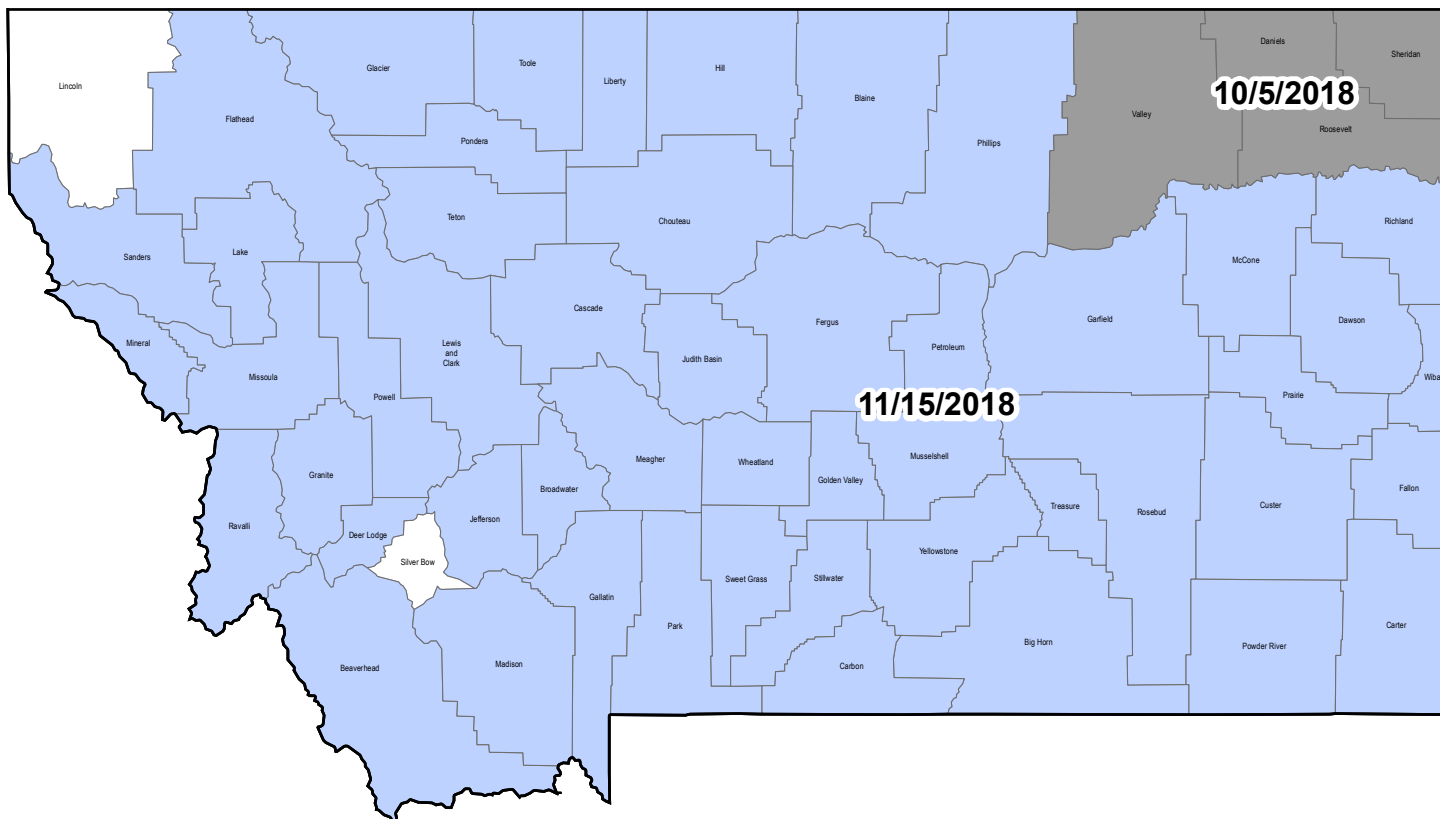 Lincoln
Flathead
Glacier
Toole
Liberty
Hill
Blaine
Phillips
Valley
Daniels
Sheridan
10/5/2018
Roosevelt
Pondera
Teton
Chouteau
Richland
McCone
Sanders
Lake
Cascade
Fergus
Garfield
Dawson
Mineral
Missoula
Lewis
and
Clark
Judith Basin
Petroleum
Wiba
Powell
Prairie
11/15/2018
Granite
Meagher
Wheatland
Golden Valley
Musselshell
Broadwater
Fallon
Ravalli
Deer Lodge
Jefferson
Treasure
Rosebud
Custer
Silver Bow
Yellowstone
Gallatin
Sweet Grass
Stillwater
Park
Carter
Beaverhead
Madison
Carbon
Big Horn
Powder River